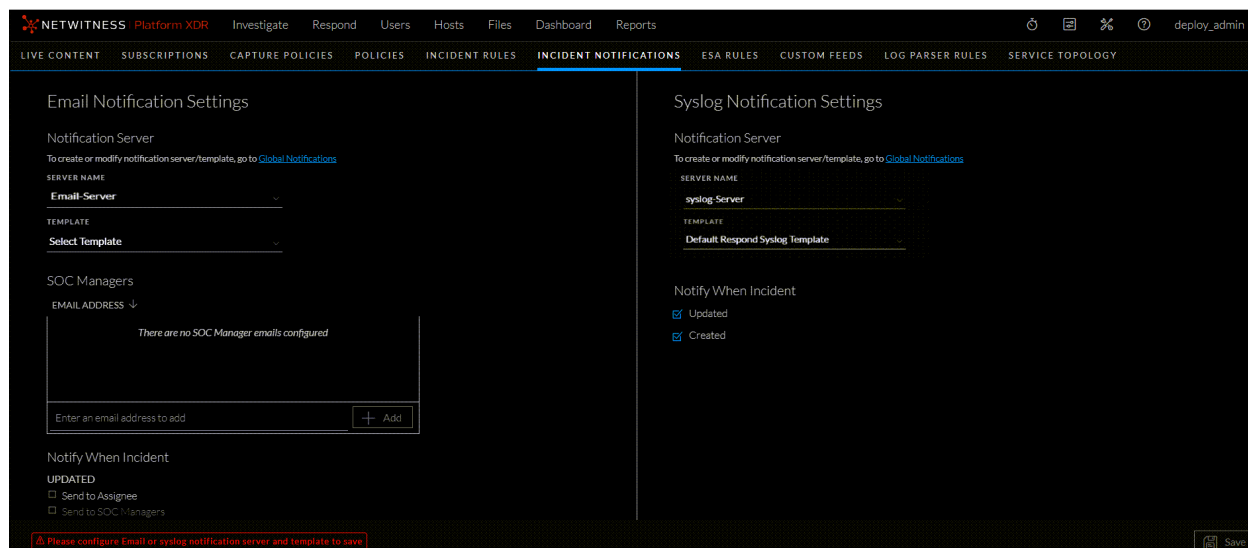 NETWITNESS Platform XDR Investigate Respond Users Hosts Files Dashboard Reports deploy_admin
LIVE CONTENT SUBSCRIPTIONS CAPTURE POLICIES POLICIES INCIDENT RULES INCIDENT NOTIFICATIONS ESA RULES CUSTOM FEEDS LOG PARSER RULES SERVICE TOPOLOGY
Email Notification Settings
Notification Server
To create or modify notification server/template, go to Global Notifications
SERVER NAME
Email-Server
TEMPLATE
Select Template
SOC Managers
EMAIL ADDRESS
There are no SOC Manager emails configured
Enter an email address to add
Add
Notify When Incident
UPDATED
Send to Assignee
Send to SOC Managers
Syslog Notification Settings
Notification Server
To create or modify notification server/template, go to Global Notifications
SERVER NAME
syslog-Server
TEMPLATE
Default Respond Syslog Template
Notify When Incident
Updated
Created
Please configure Email or syslog notification server and template to save
Save